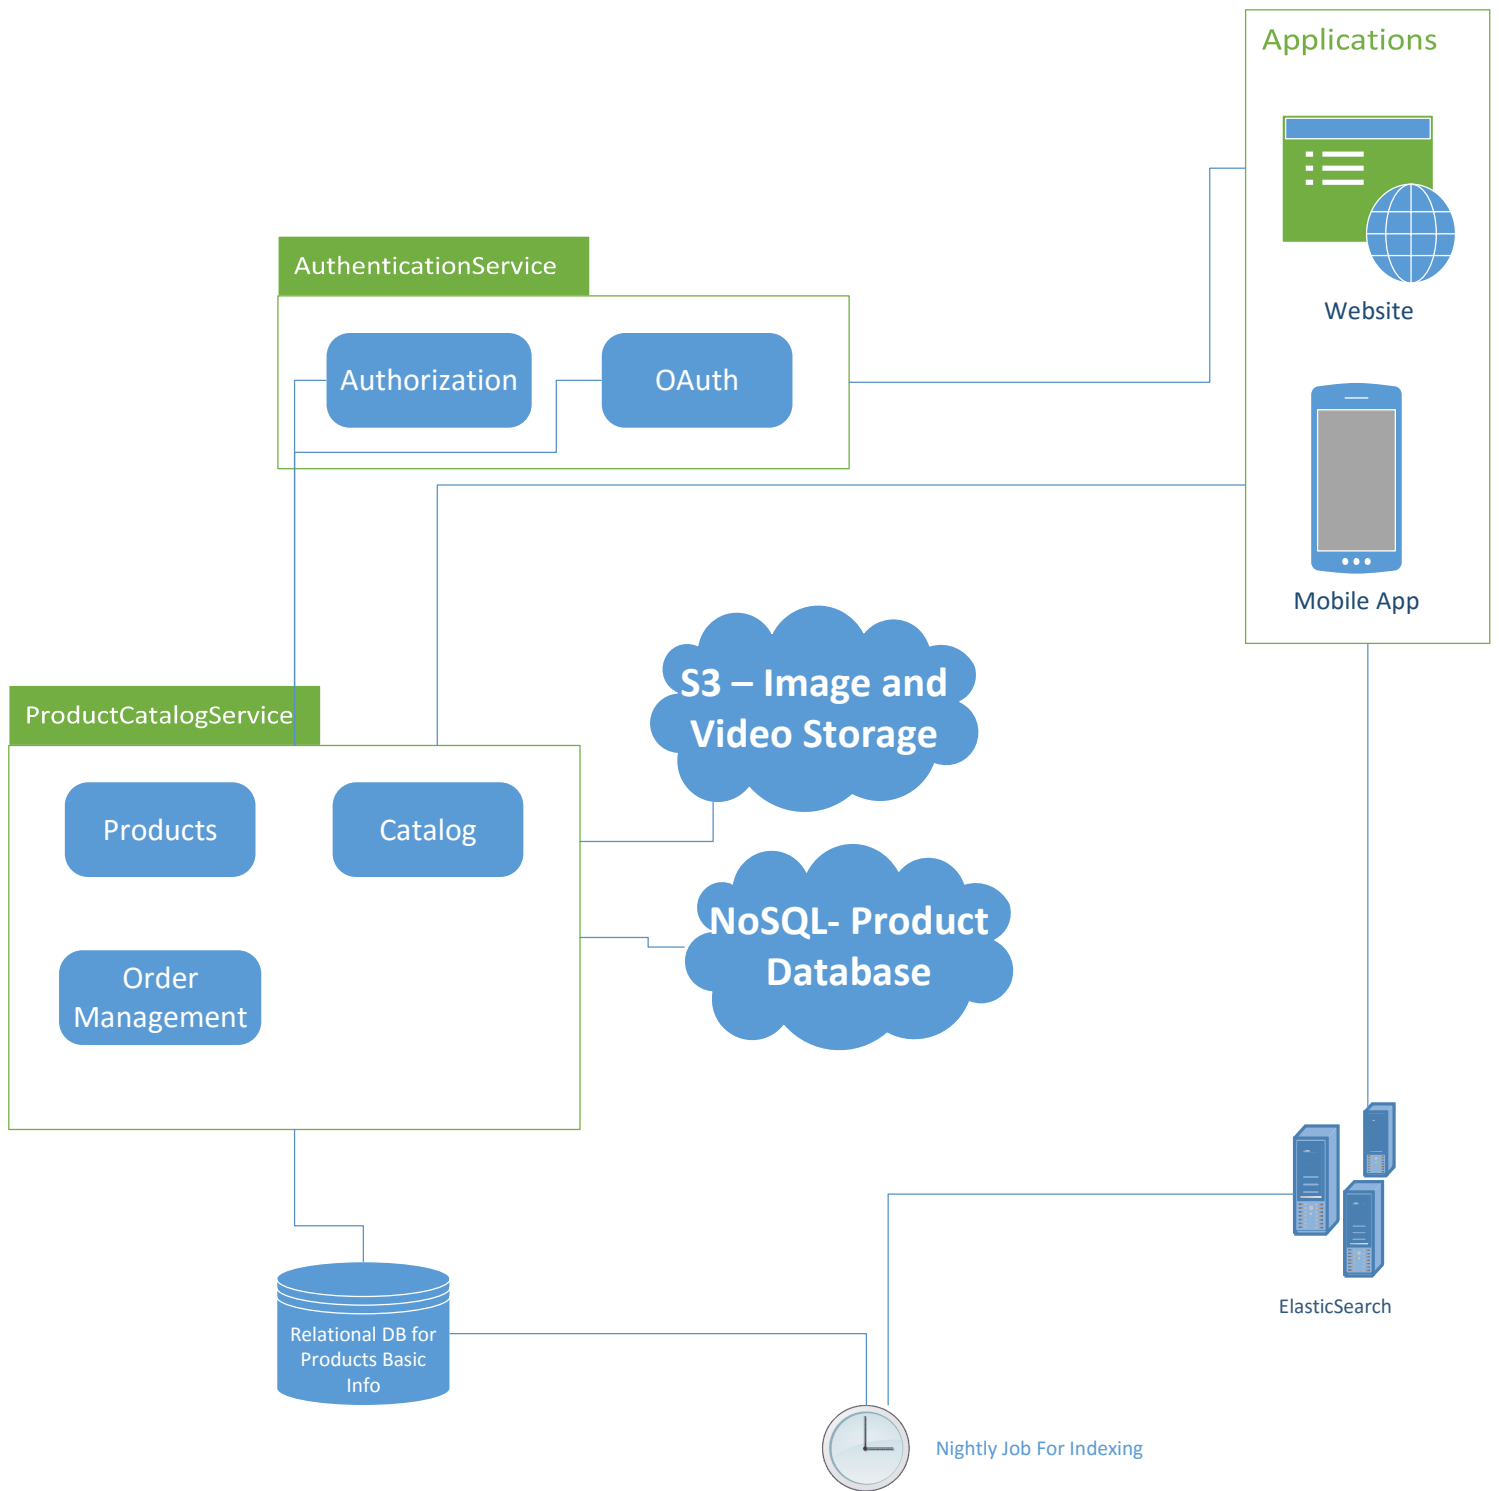 Applications
Website
Mobile App
AuthenticationService
Authorization
OAuth
S3 – Image and
Video Storage
ProductCatalogService
Products
Catalog
Order
Management
NoSQL- Product
Database
ElasticSearch
Relational DB for
Products Basic
Info
Nightly Job For Indexing